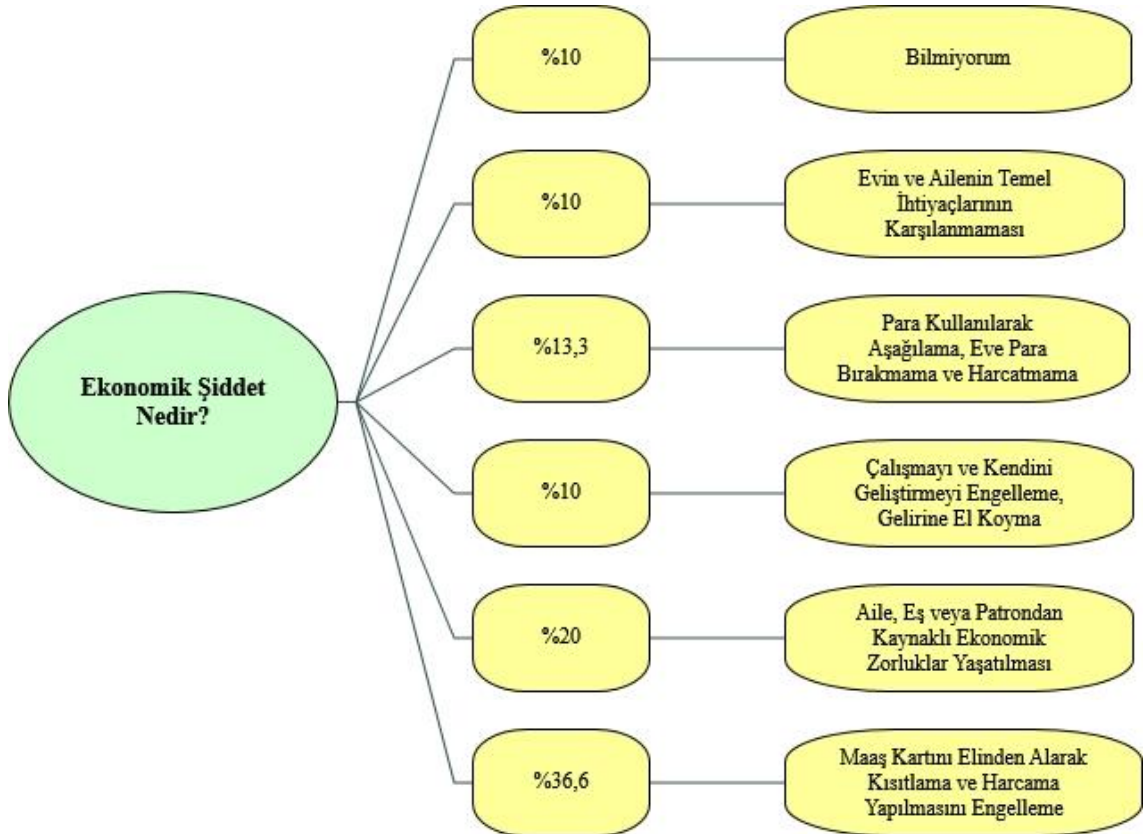 Ekonomik Şiddet
Nedir?
%10
Bilmiyorum
%10
Evin ve Ailenin Temel
İhtiyaçlarının
Karşılanmaması
%13,3
Para Kullanılarak
Aşağılama, Eve Para
Bırakmama ve Harcatmama
%10
Çalışmayı ve Kendini
Geliştirmeyi Engelleme,
Gelirine El Koyma
%20
Aile, Eş veya Patrondan
Kaynaklı Ekonomik
Zorluklar Yaşatılması
%36,6
Maaş Kartını Elinden Alarak
Kısıtlama ve Harcama
Yapılmasını Engelleme